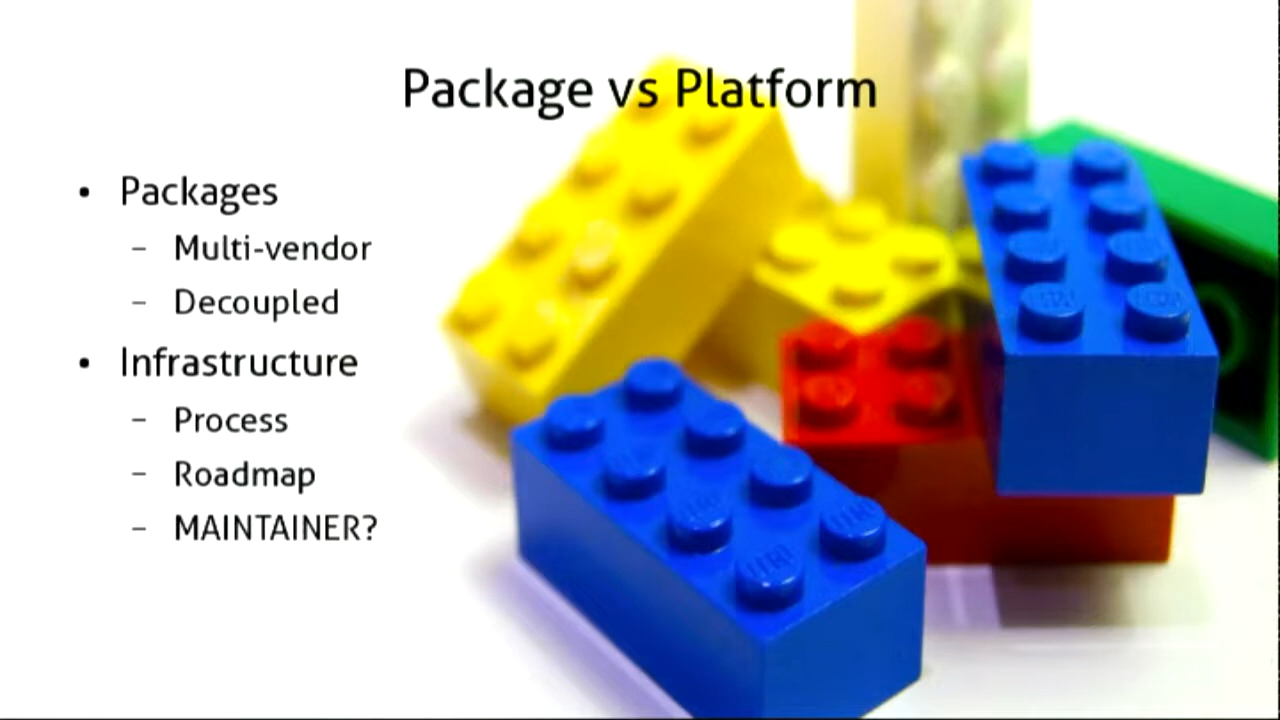 Package vs Platform
• Packages
– Multi-vendor
– Decoupled
• Infrastructure
– Process
– Roadmap
– MAINTAINER?